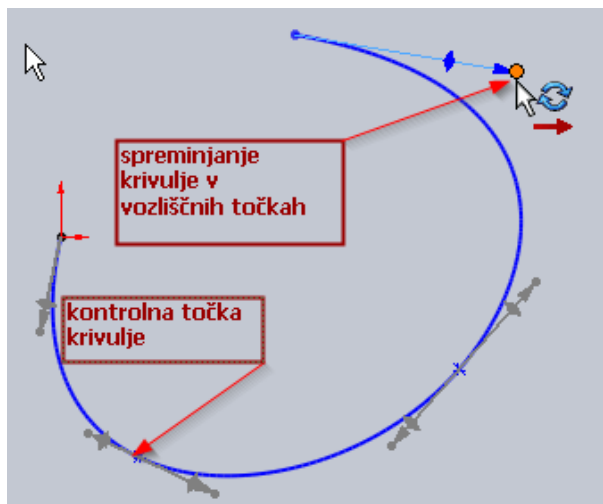 spreminjanje
krivulje v
vozliščnih točkah
kontrolna točka
krivulje